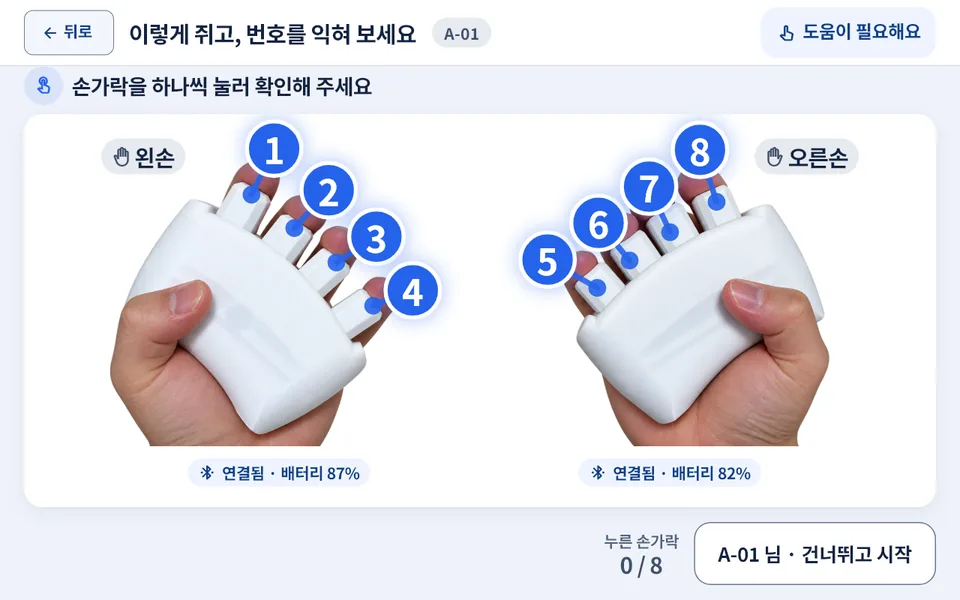 ← 뒤로
이렇게 쥐고, 번호를 익혀 보세요
A-01
도움이 필요해요
손가락을 하나씩 눌러 확인해 주세요
왼손
1
2
3
4
오른손
8
7
6
5
연결됨 · 배터리 87%
연결됨 · 배터리 82%
누른 손가락
0 / 8
A-01 님 · 건너뛰고 시작